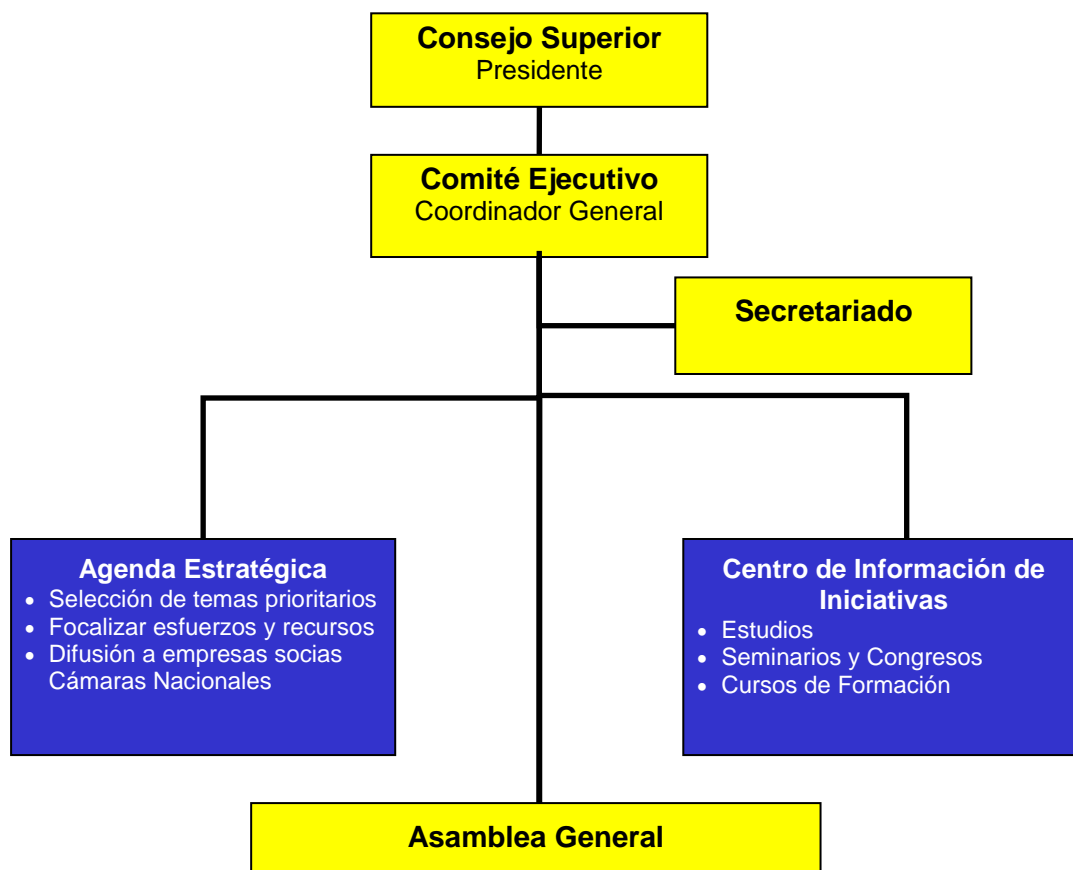 Consejo Superior
Presidente
Comité Ejecutivo
Coordinador General
Secretariado
Agenda Estratégica
• Selección de temas prioritarios
• Focalizar esfuerzos y recursos
• Difusión a empresas socias
Cámaras Nacionales
Centro de Información de
Iniciativas
• Estudios
• Seminarios y Congresos
• Cursos de Formación
Asamblea General